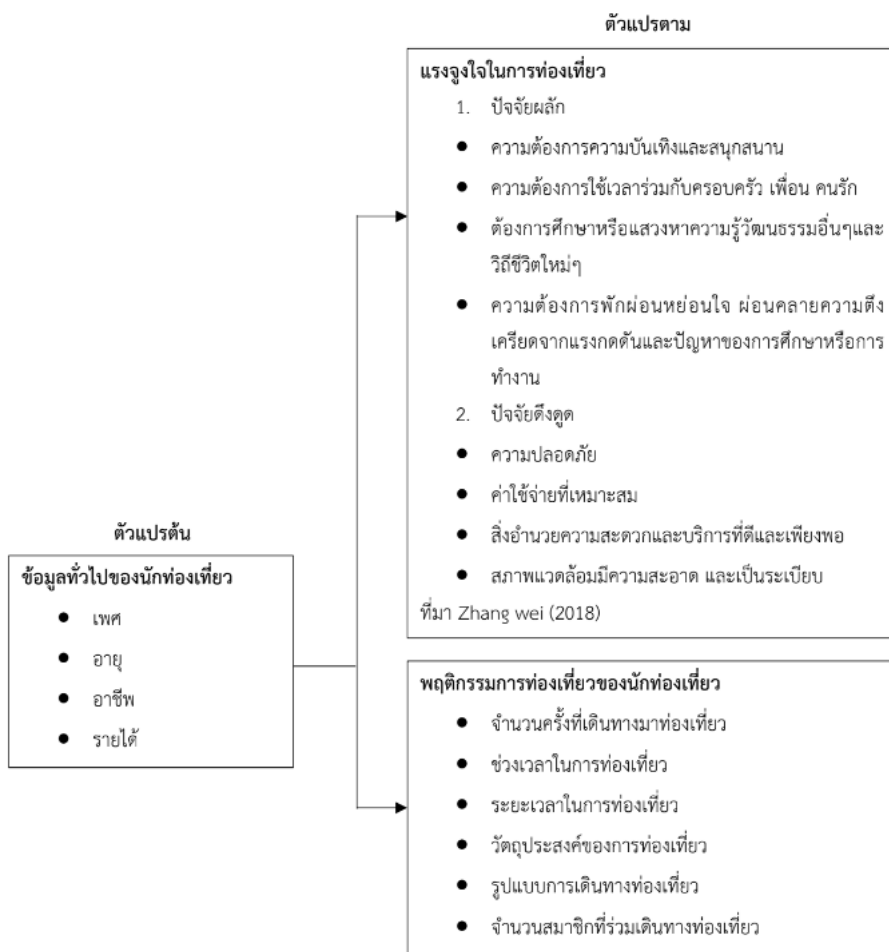 ตัวแปรตาม
แรงจูงใจในการท่องเที่ยว
1. ปัจจัยผลัก
● ความต้องการความบันเทิงและสนุกสนาน
● ความต้องการใช้เวลาร่วมกับครอบครัว เพื่อน คนรัก
● ต้องการศึกษาหรือแสวงหาความรู้วัฒนธรรมอื่นๆและ
วิถีชีวิตใหม่ๆ
● ความต้องการพักผ่อนหย่อนใจ ผ่อนคลายความตึง
เครียดจากแรงกดดันและปัญหาของการศึกษาหรือการ
ทำงาน
2. ปัจจัยดึงดูด
● ความปลอดภัย
● ค่าใช้จ่ายที่เหมาะสม
● สิ่งอำนวยความสะดวกและบริการที่ดีและเพียงพอ
● สภาพแวดล้อมมีความสะอาด และเป็นระเบียบ
ที่มา Zhang wei (2018)
ตัวแปรต้น
ข้อมูลทั่วไปของนักท่องเที่ยว
● เพศ
● อายุ
● อาชีพ
● รายได้
พฤติกรรมการท่องเที่ยวของนักท่องเที่ยว
● จำนวนครั้งที่เดินทางมาท่องเที่ยว
● ช่วงเวลาในการท่องเที่ยว
● ระยะเวลาในการท่องเที่ยว
● วัตถุประสงค์ของการท่องเที่ยว
● รูปแบบการเดินทางท่องเที่ยว
● จำนวนสมาชิกที่ร่วมเดินทางท่องเที่ยว